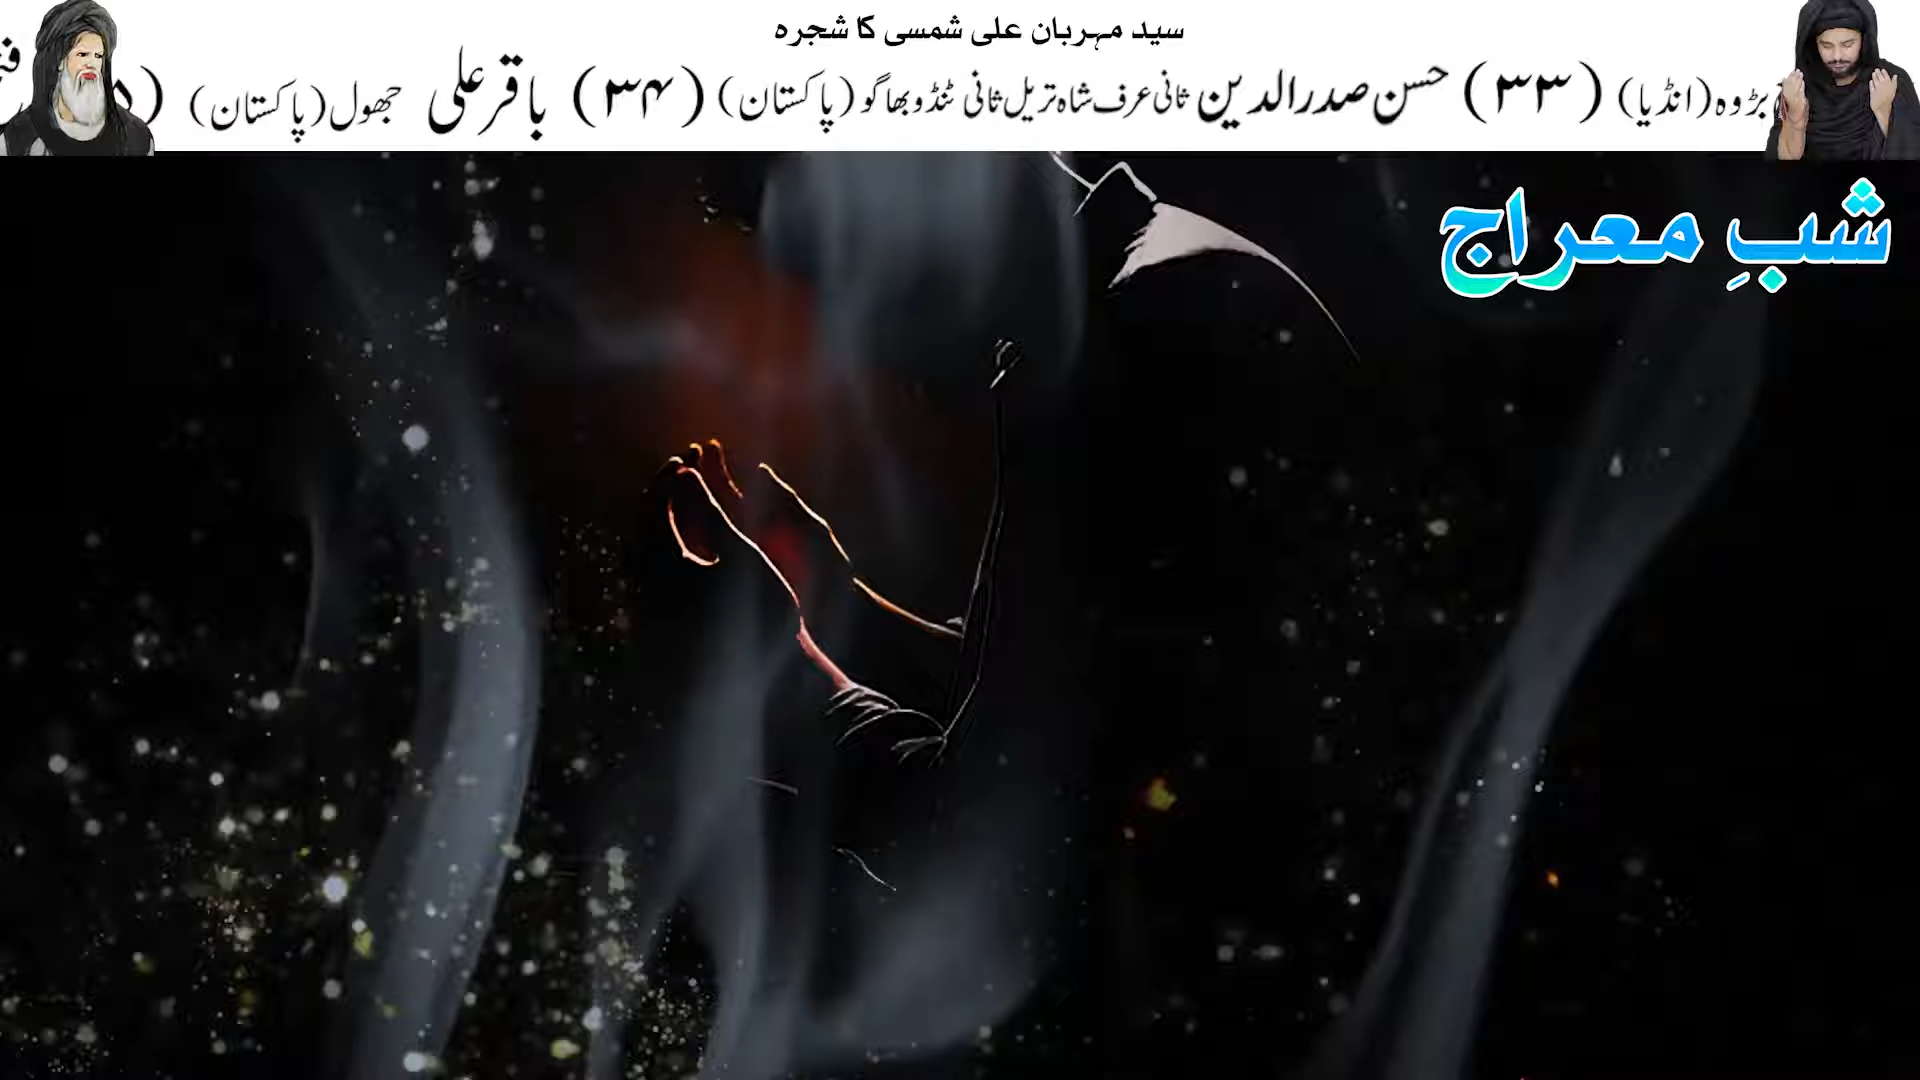 سید مہربان علی شمسی کا شجرہ
بڑوہ (انڈیا) (۳۳) حسن صدرالدین ثانی عرف شاہ تریل ثانی ٹنڈو بھاگو (پاکستان) (۳۴) باقر علی جھول (پاکستان) (
شبِ معراج